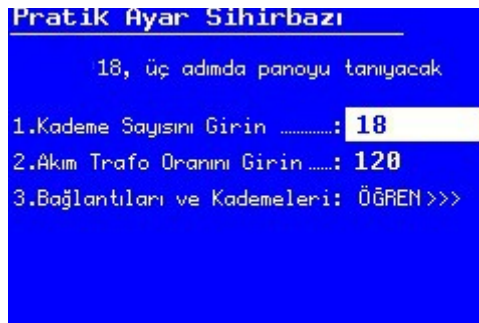 Pratik Ayar Sihirbazı
18, üç adımda panoyu tanıyacak
1.Kademe Sayısını Girin ............: 18
2.Akım Trafo Oranını Girin .....: 120
3.Bağlantıları ve Kademeleri: ÖĞREN >>>